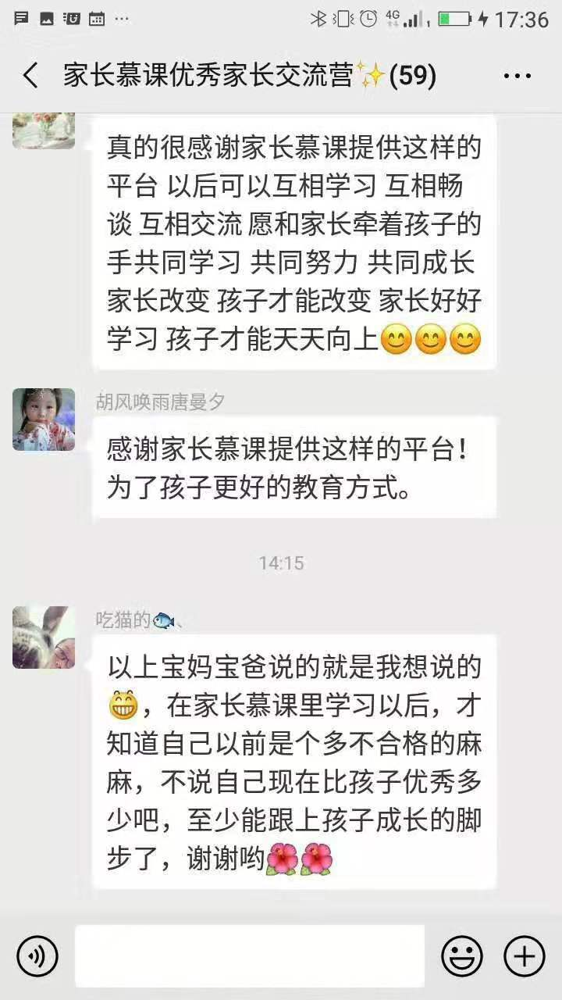 4G 17:36
家长慕课优秀家长交流营✨(59)
真的很感谢家长慕课提供这样的
平台 以后可以互相学习 互相畅
谈 互相交流 愿和家长牵着孩子的
手共同学习 共同努力 共同成长
家长改变 孩子才能改变 家长好好
学习 孩子才能天天向上😊😊😊
胡风唤雨唐曼夕
感谢家长慕课提供这样的平台！
为了孩子更好的教育方式。
14:15
吃猫的🐟、
以上宝妈宝爸说的就是我想说的
😁，在家长慕课里学习以后，才
知道自己以前是个多不合格的麻
麻，不说自己现在比孩子优秀多
少吧，至少能跟上孩子成长的脚
步了，谢谢哟🌺🌺